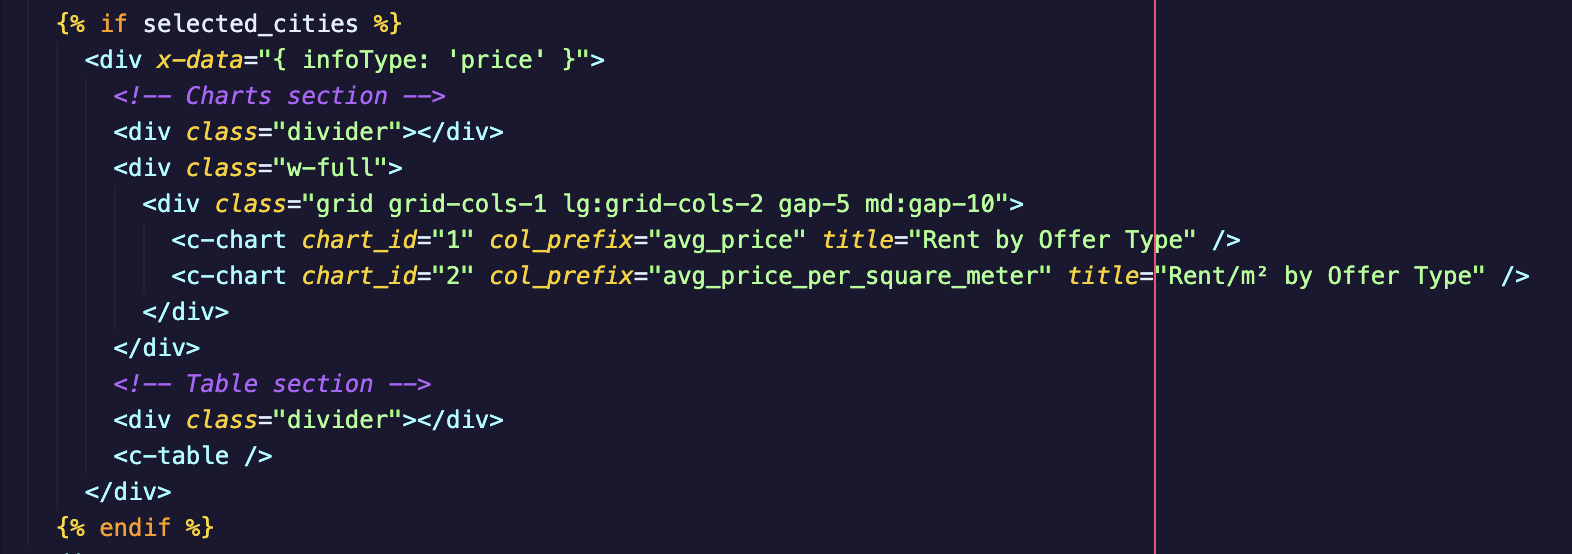 {% if selected_cities %}
<div x-data="{ infoType: 'price' }">
<!-- Charts section -->
<div class="divider"></div>
<div class="w-full">
<div class="grid grid-cols-1 lg:grid-cols-2 gap-5 md:gap-10">
<c-chart chart_id="1" col_prefix="avg_price" title="Rent by Offer Type" />
<c-chart chart_id="2" col_prefix="avg_price_per_square_meter" title="Rent/m² by Offer Type" />
</div>
</div>
<!-- Table section -->
<div class="divider"></div>
<c-table />
</div>
{% endif %}